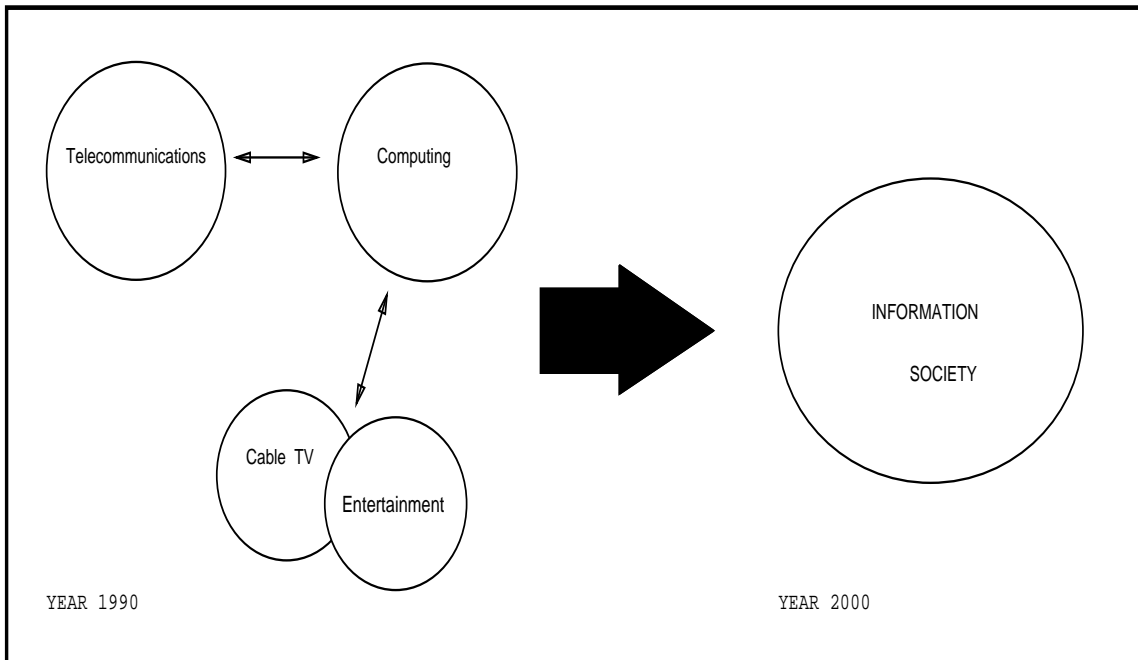 Telecommunications
Computing
INFORMATION
SOCIETY
Cable TV
Entertainment
YEAR 1990
YEAR 2000